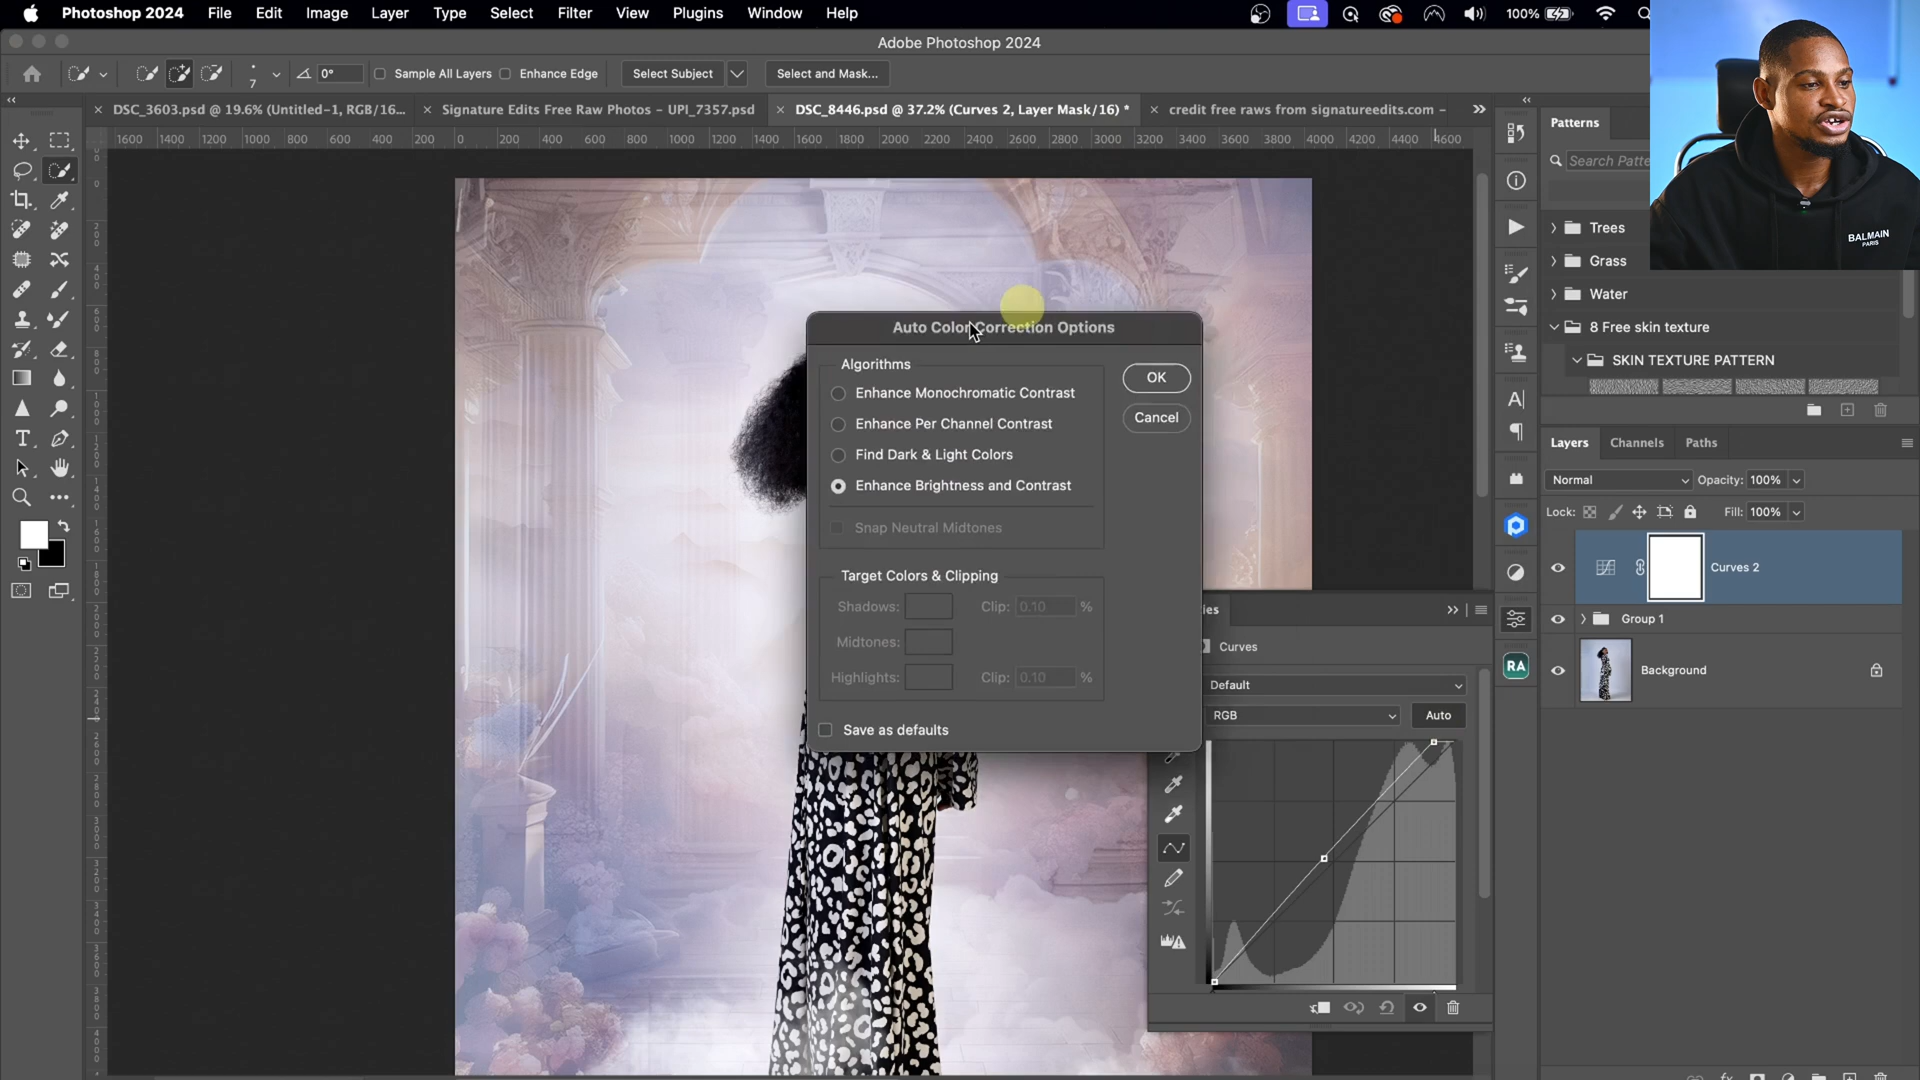 Photoshop 2024 File Edit Image Layer Type Select Filter View Plugins Window Help 100%
Adobe Photoshop 2024
7 0° Sample All Layers Enhance Edge Select Subject Select and Mask...
DSC_3603.psd @ 19.6% (Untitled-1, RGB/16... Signature Edits Free Raw Photos - UPI_7357.psd DSC_8446.psd @ 37.2% (Curves 2, Layer Mask/16) * credit free raws from signatureedits.com -
1600 1400 1200 1000 800 600 400 200 0 200 400 600 800 1000 1200 1400 1600 1800 2000 2200 2400 2600 2800 3000 3200 3400 3600 3800 4000 4200 4400 4600
Patterns
Search Patte
Trees
Grass
Water
8 Free skin texture
SKIN TEXTURE PATTERN
BALMAIN
PARIS
Auto Color Correction Options
Algorithms
Enhance Monochromatic Contrast
Enhance Per Channel Contrast
Find Dark & Light Colors
Enhance Brightness and Contrast
Snap Neutral Midtones
OK
Cancel
Target Colors & Clipping
Shadows: Clip: 0.10 %
Midtones:
Highlights: Clip: 0.10 %
Save as defaults
Curves
Default
RGB Auto
RA
Layers Channels Paths
Normal Opacity: 100%
Lock: Fill: 100%
Curves 2
Group 1
Background